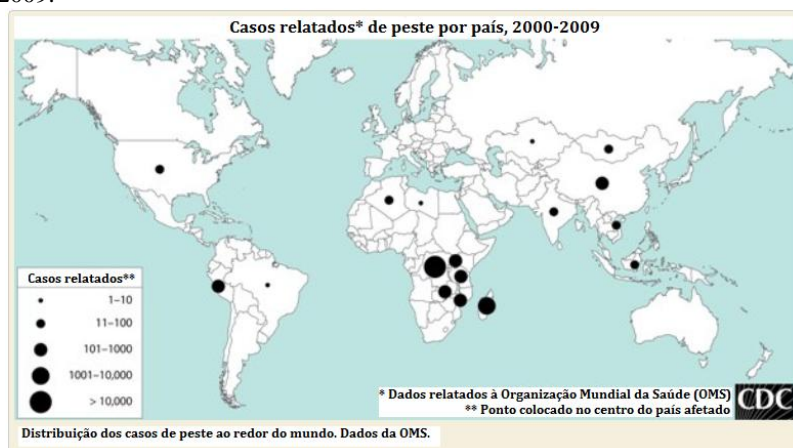 2009.
Casos relatados* de peste por país, 2000-2009
Casos relatados**
1–10
11–100
101–1000
1001–10,000
> 10,000
* Dados relatados à Organização Mundial da Saúde (OMS)
** Ponto colocado no centro do país afetado
CDC
Distribuição dos casos de peste ao redor do mundo. Dados da OMS.